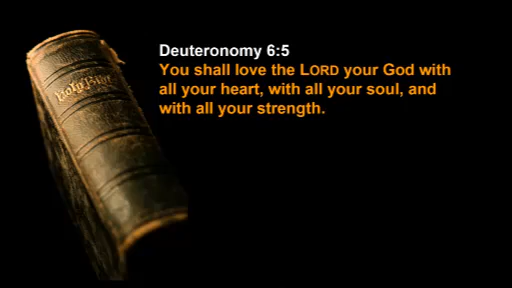 Holy Bible
Deuteronomy 6:5
You shall love the LORD your God with
all your heart, with all your soul, and
with all your strength.